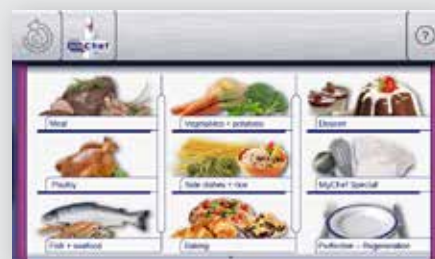 MyChef
?
Meat
Vegetables + potatoes
Dessert
Poultry
Side dishes + rice
MyChef Special
Fish + seafood
Baking
Perfection – Regeneration